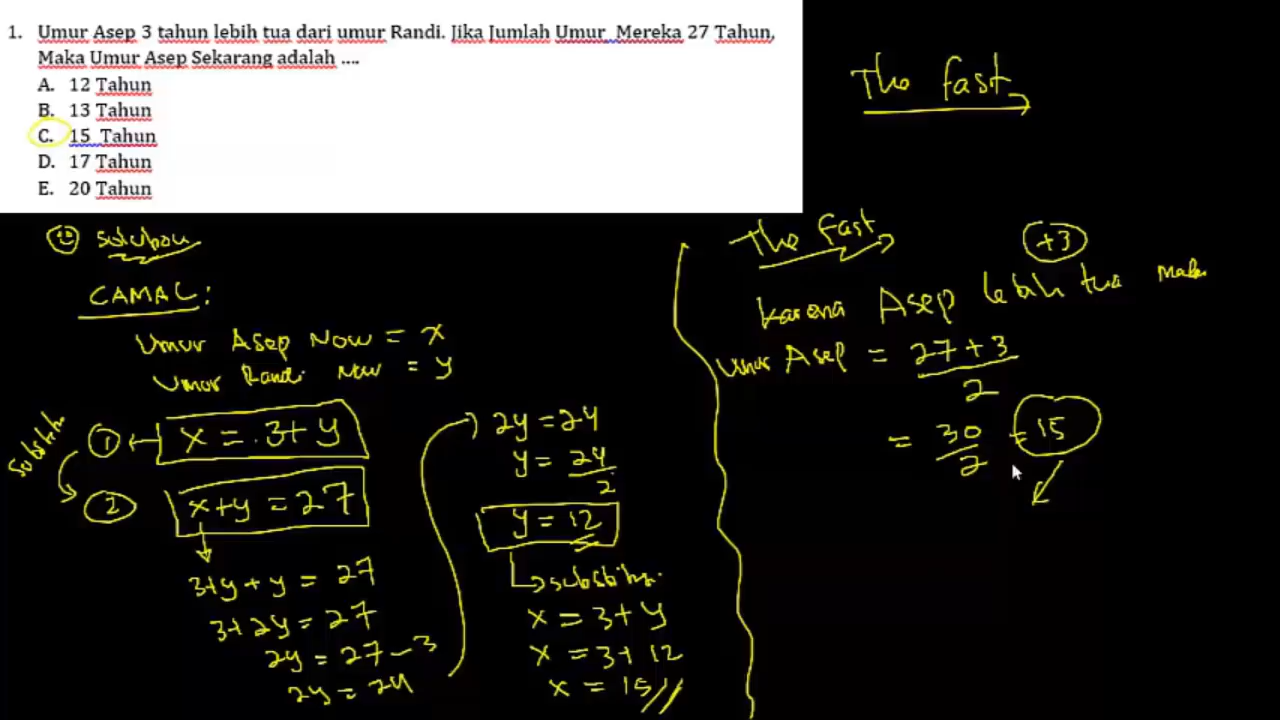 1. Umur Asep 3 tahun lebih tua dari umur Randi. Jika Jumlah Umur Mereka 27 Tahun,
Maka Umur Asep Sekarang adalah ....
A. 12 Tahun
B. 13 Tahun
C. 15 Tahun
D. 17 Tahun
E. 20 Tahun
The fast
Solution
CAMAC:
Umur Asep Now = x
Umur Randi Now = y
① x = 3 + y
② x + y = 27
3 + y + y = 27
3 + 2y = 27
2y = 27 - 3
2y = 24
2y = 24
y = 24/2
y = 12
x = 3 + y
x = 3 + 12
x = 15 //
The Fast
+3
karena Asep lebih tua maka
Umur Asep = 27 + 3 / 2
= 30/2 = 15